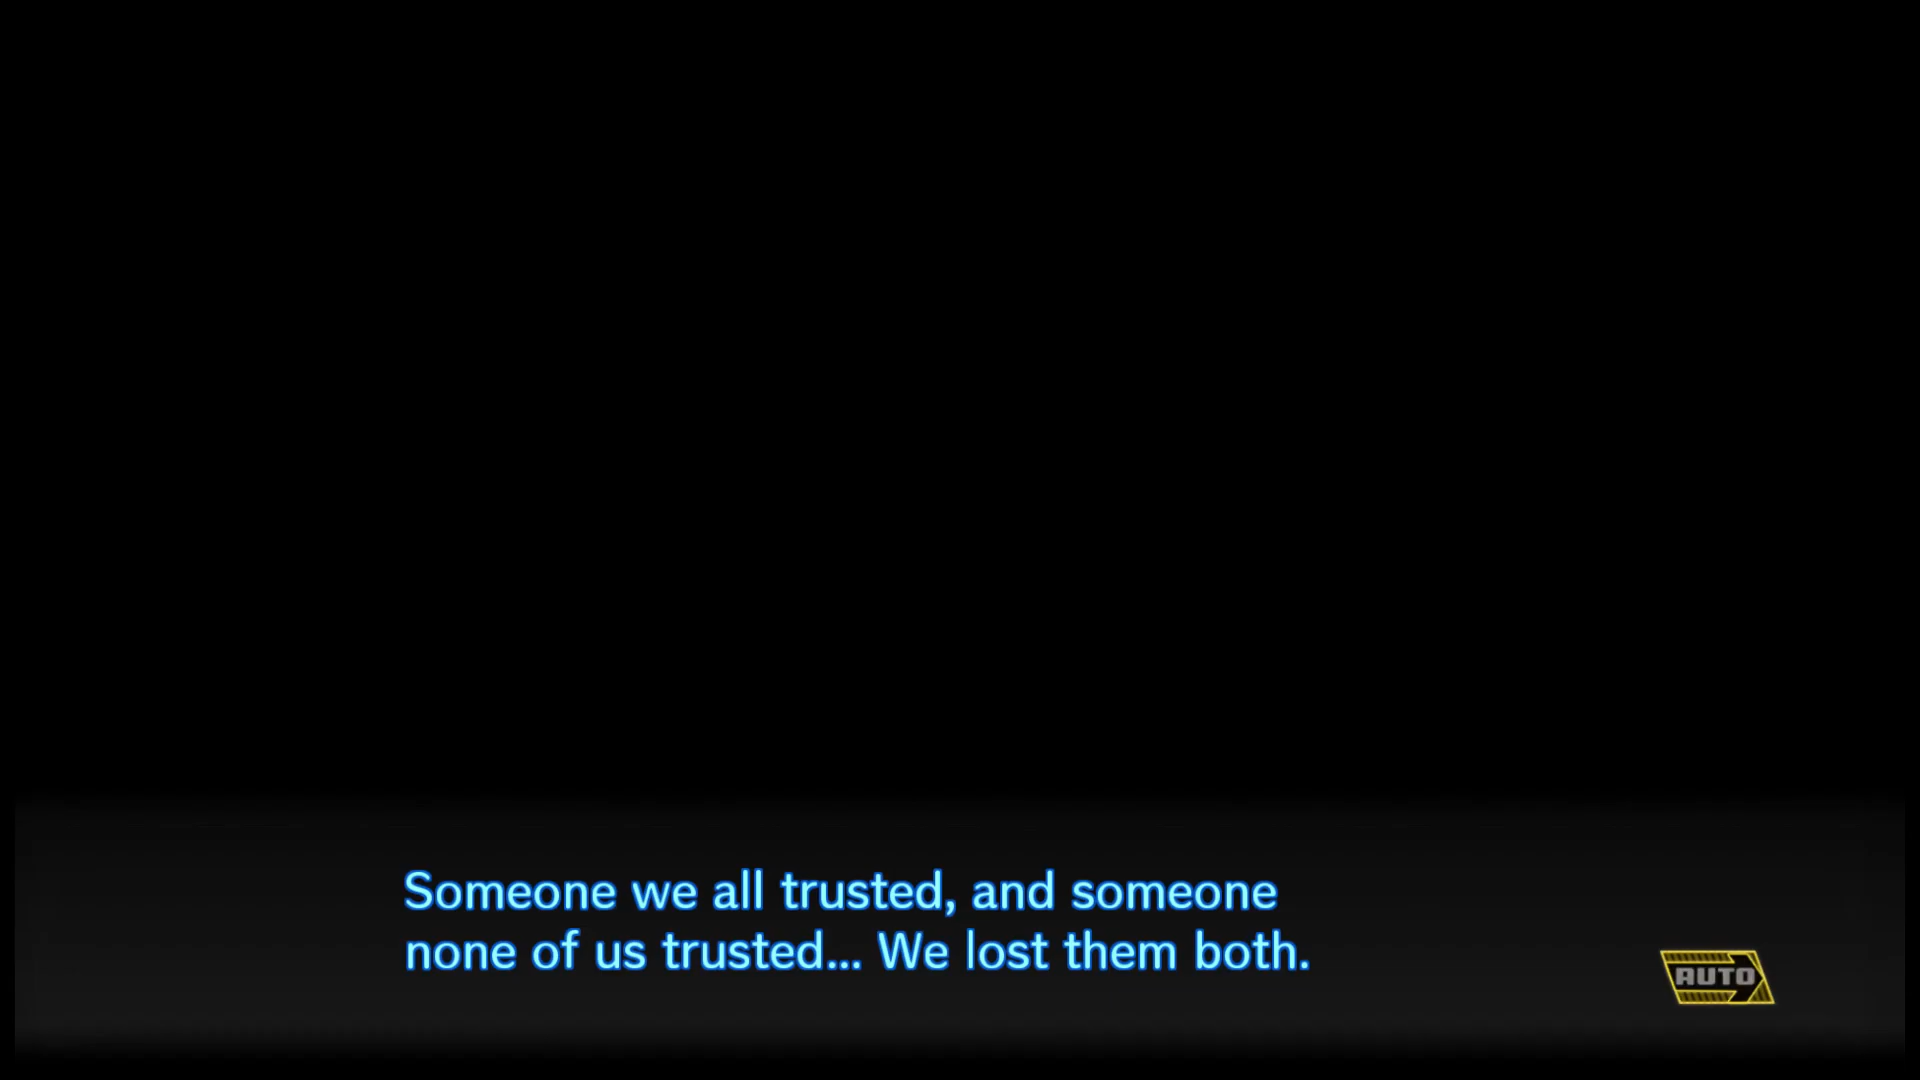 Someone we all trusted, and someone
none of us trusted... We lost them both.
AUTO